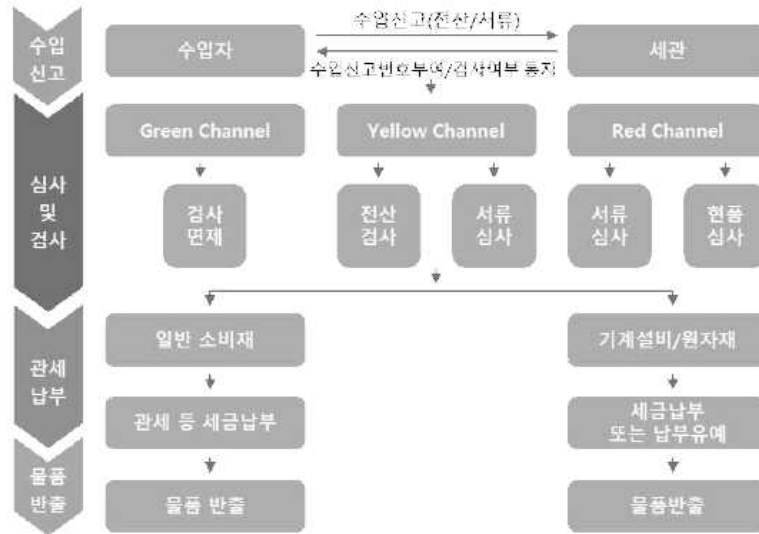 수입
신고
수입자
수입신고(전산/서류)
수입신고번호부여/검사여부 통지
세관
심사
및
검사
Green Channel
Yellow Channel
Red Channel
검사
면제
전산
검사
서류
심사
서류
심사
현품
심사
관세
납부
일반 소비재
기계설비/원자재
관세 등 세금납부
세금납부
또는 납부유예
물품
반출
물품 반출
물품반출